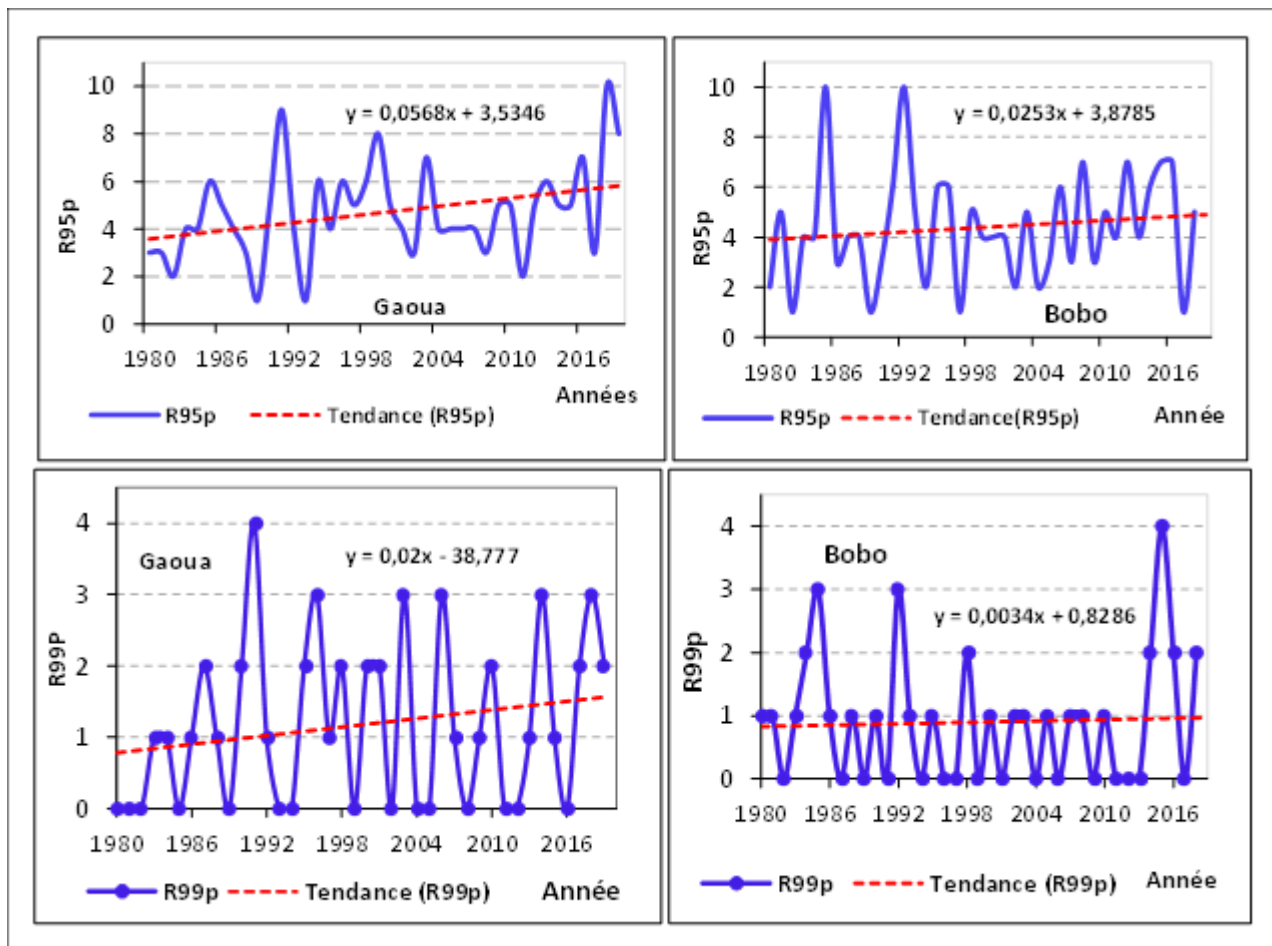 10
8
6
4
2
0
R95p
y = 0,0568x + 3,5346
Gaoua
1980 1986 1992 1998 2004 2010 2016
Années
R95p Tendance (R95p)
10
8
6
4
2
0
R95p
y = 0,0253x + 3,8785
Bobo
1980 1986 1992 1998 2004 2010 2016
R95p Tendance(R95p) Année
4
3
2
1
0
R99P
Gaoua
y = 0,02x - 38,777
1980 1986 1992 1998 2004 2010 2016
R99p Tendance (R99p) Année
4
3
2
1
0
R99p
Bobo
y = 0,0034x + 0,8286
1980 1986 1992 1998 2004 2010 2016
R99p Tendance (R99p) Année